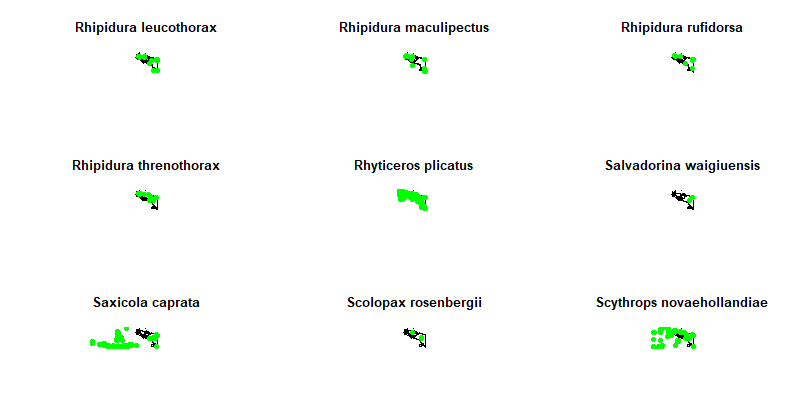 Rhipidura leucothorax
Rhipidura maculipectus
Rhipidura rufidorsa
Rhipidura threnothorax
Rhyticeros plicatus
Salvadorina waigiuensis
Saxicola caprata
Scolopax rosenbergii
Scythrops novaehollandiae